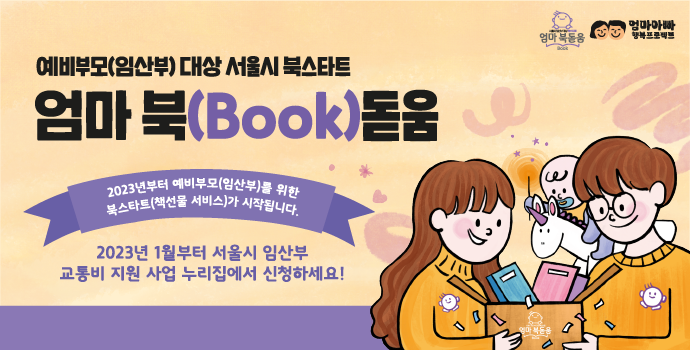 엄마 북돋움
BOOK
엄마아빠
행복프로젝트
예비부모(임산부) 대상 서울시 북스타트
엄마 북(Book)돋움
2023년부터 예비부모(임산부)를 위한
북스타트(책선물 서비스)가 시작됩니다.
2023년 1월부터 서울시 임산부
교통비 지원 사업 누리집에서 신청하세요!
엄마 북돋움